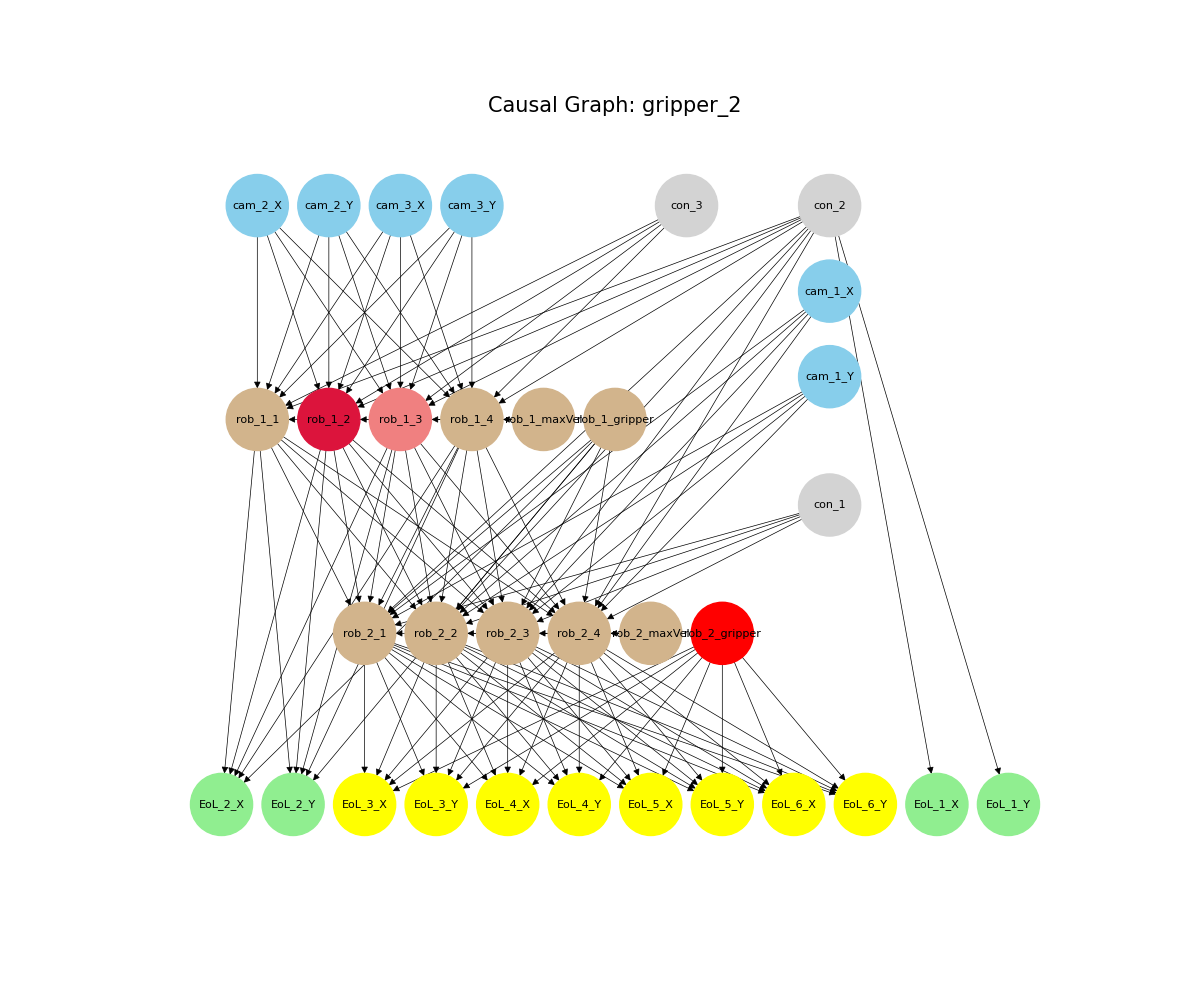 Causal Graph: gripper_2
cam_2_X cam_2_Y cam_3_X cam_3_Y con_3 con_2
cam_1_X
cam_1_Y
rob_1_1 rob_1_2 rob_1_3 rob_1_4 rob_1_maxVel rob_1_gripper
con_1
rob_2_1 rob_2_2 rob_2_3 rob_2_4 rob_2_maxVel rob_2_gripper
EoL_2_X EoL_2_Y EoL_3_X EoL_3_Y EoL_4_X EoL_4_Y EoL_5_X EoL_5_Y EoL_6_X EoL_6_Y EoL_1_X EoL_1_Y